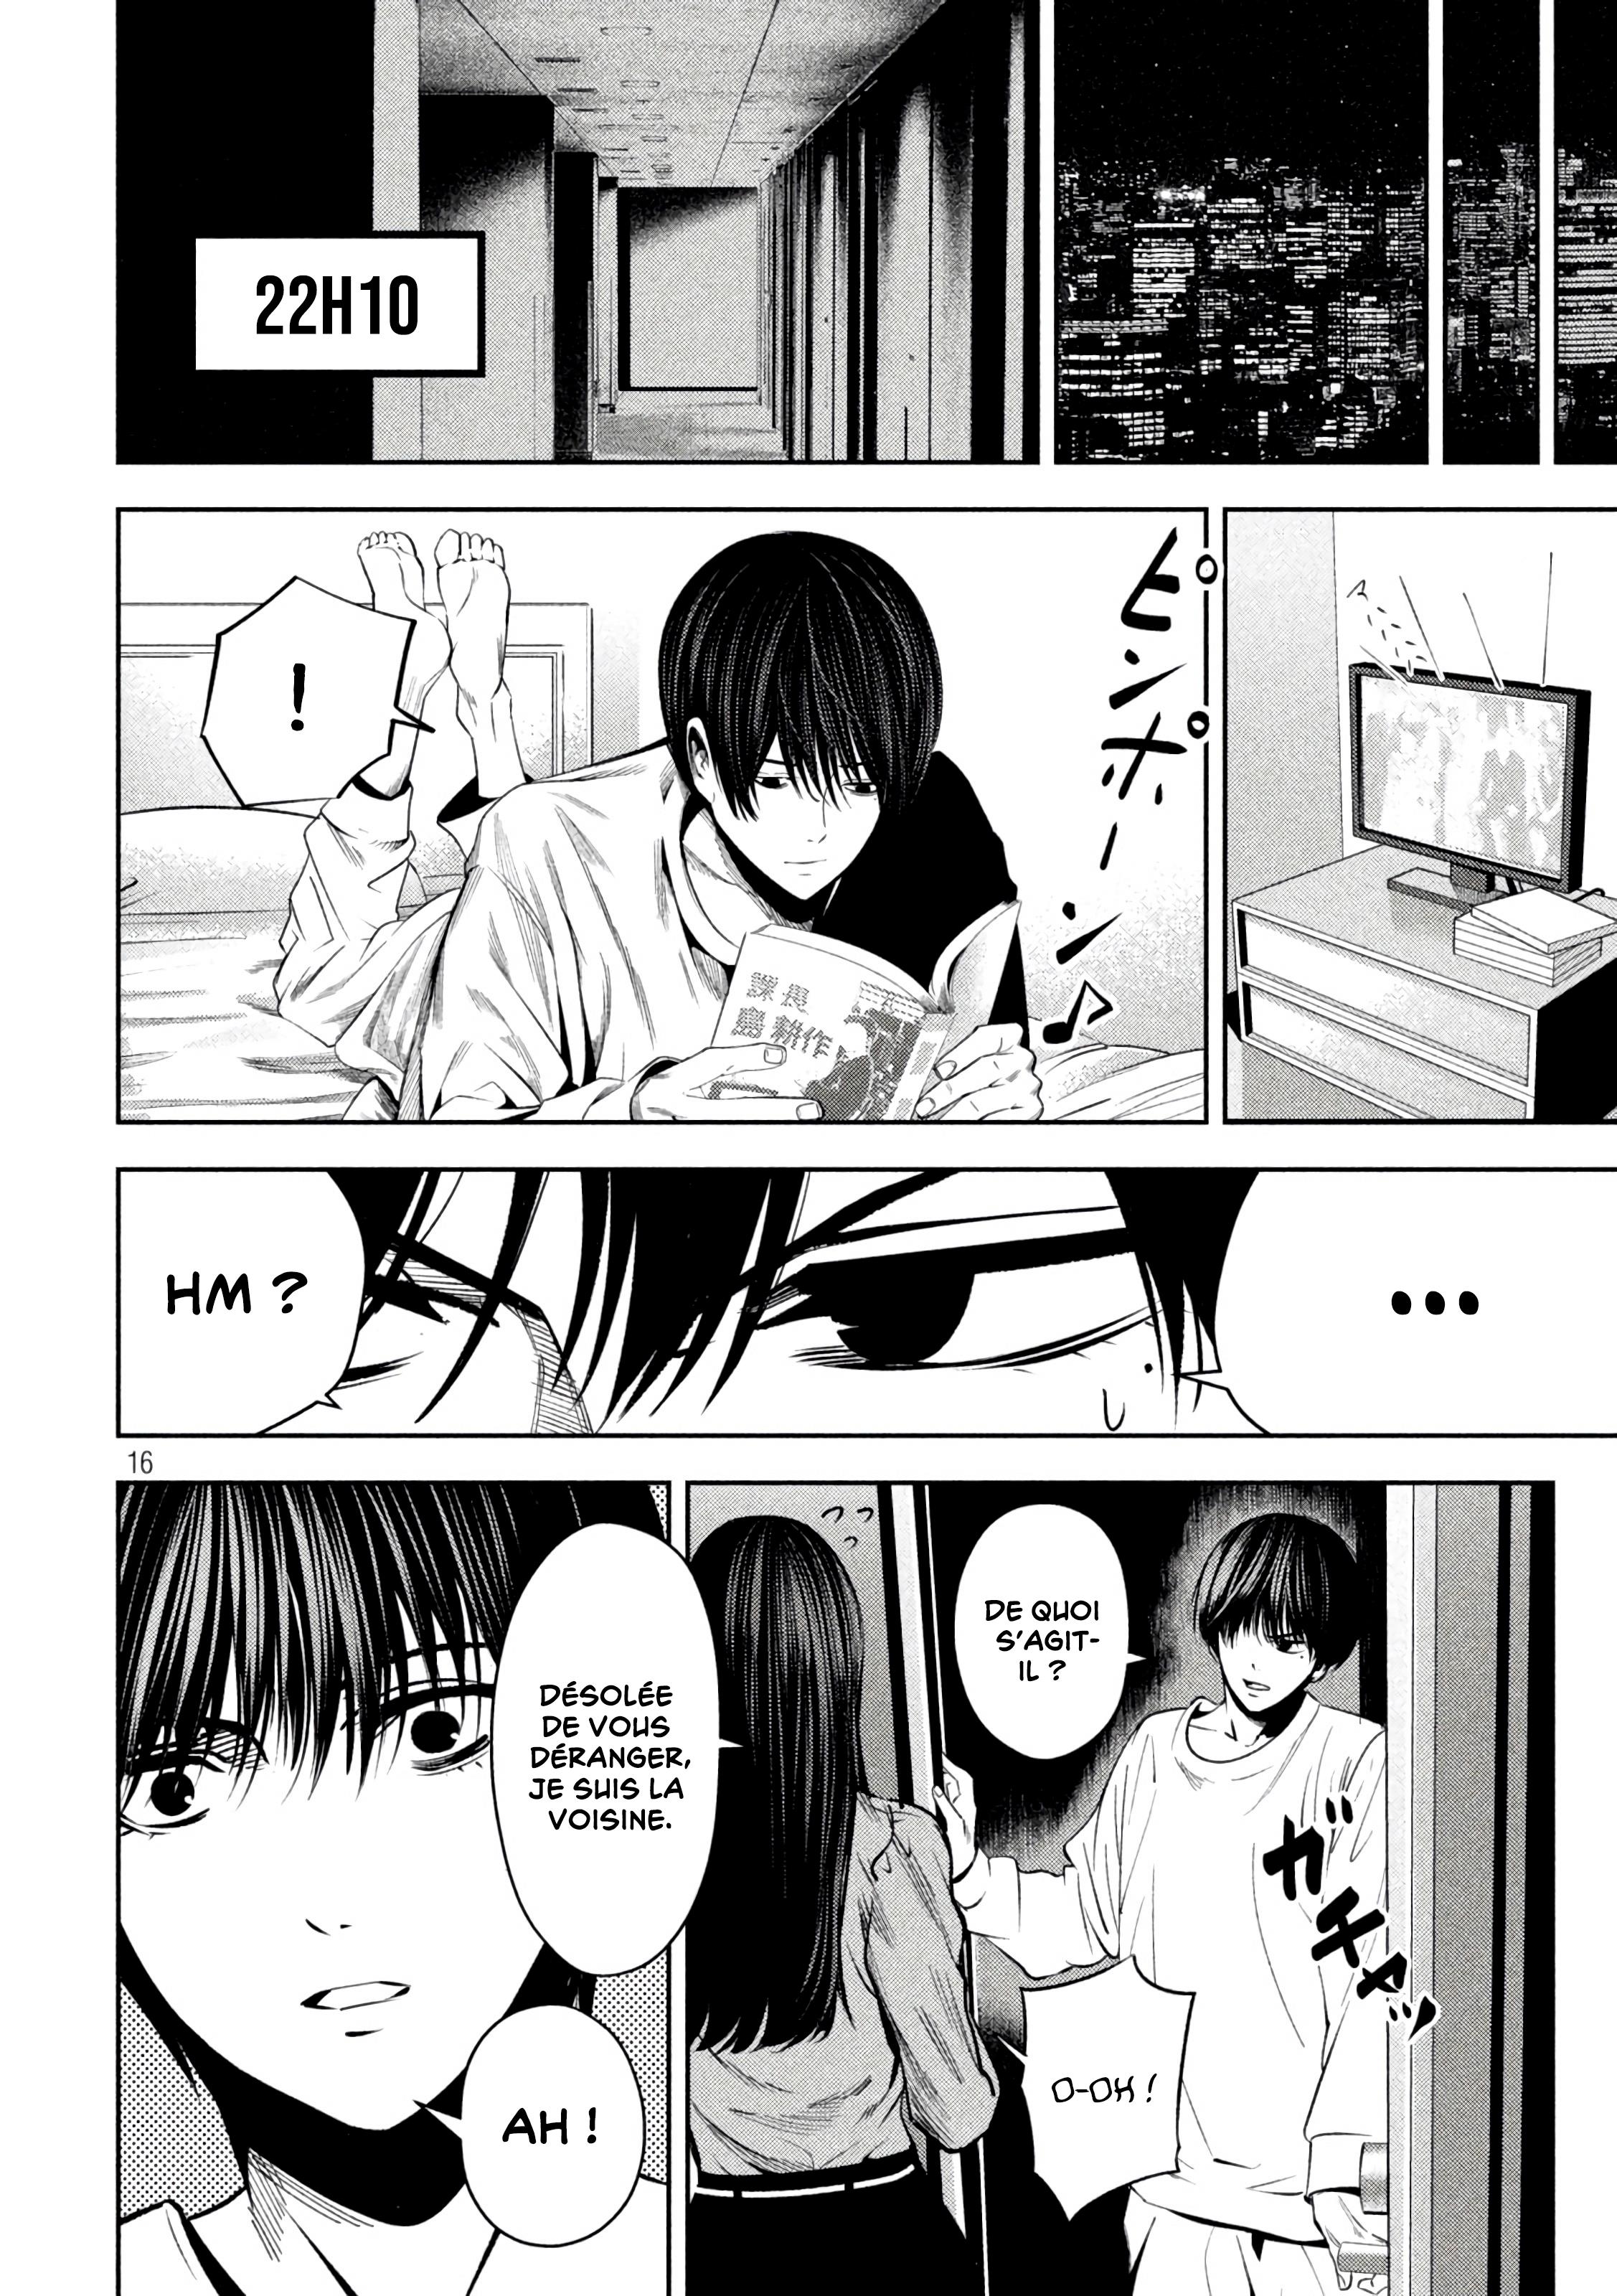 22H10
ピンポーン♪
!
課長
島耕作
...
HM ?
16
DE QUOI
S'AGIT-
IL ?
ガチャッ
O-OH !
DÉSOLÉE
DE VOUS
DÉRANGER,
JE SUIS LA
VOISINE.
AH !